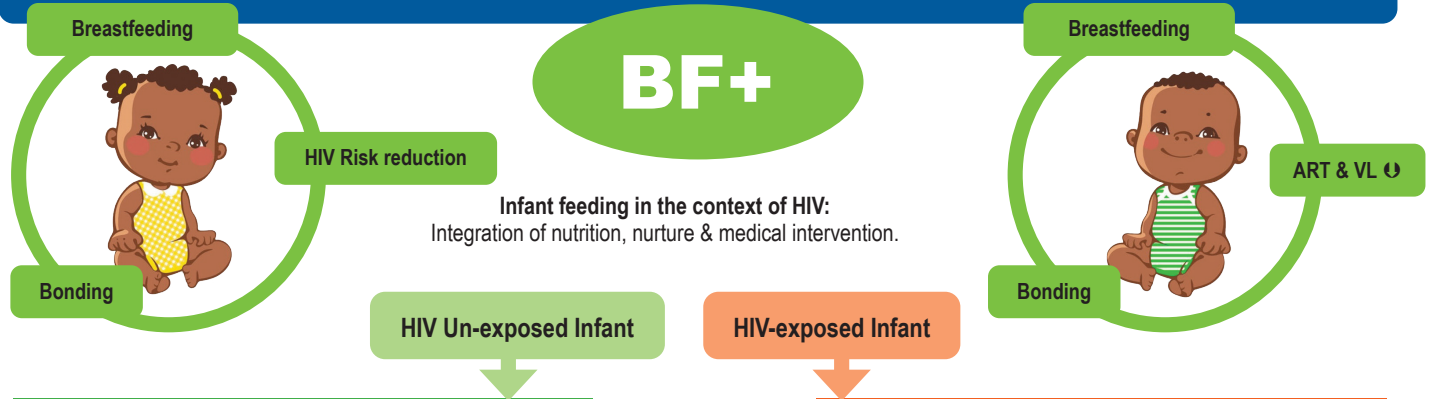 Breastfeeding
HIV Risk reduction
Bonding
BF+
Infant feeding in the context of HIV:
Integration of nutrition, nurture & medical intervention.
Breastfeeding
ART & VL
Bonding
HIV Un-exposed Infant
HIV-exposed Infant